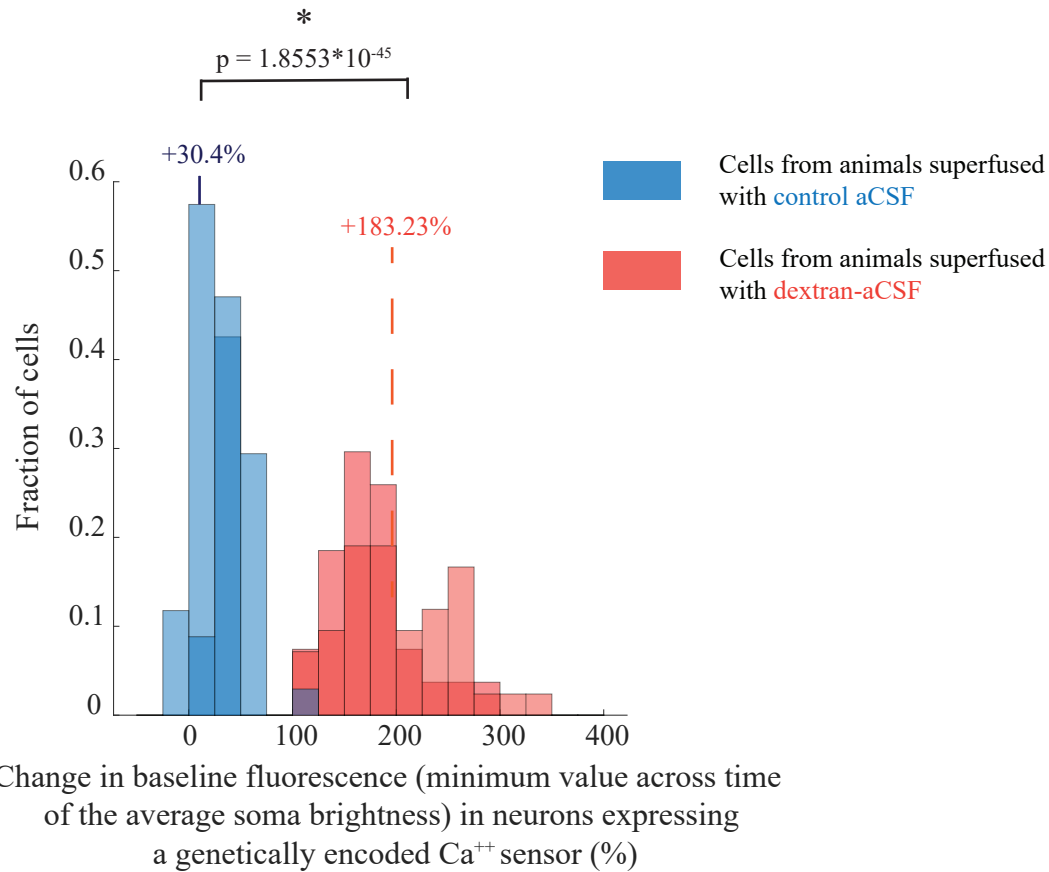 *
p = 1.8553*10⁻⁴⁵
+30.4%
+183.23%
Cells from animals superfused
with control aCSF
Cells from animals superfused
with dextran-aCSF
Fraction of cells
0.6
0.5
0.4
0.3
0.2
0.1
0
0 100 200 300 400
Change in baseline fluorescence (minimum value across time
of the average soma brightness) in neurons expressing
a genetically encoded Ca⁺⁺ sensor (%)